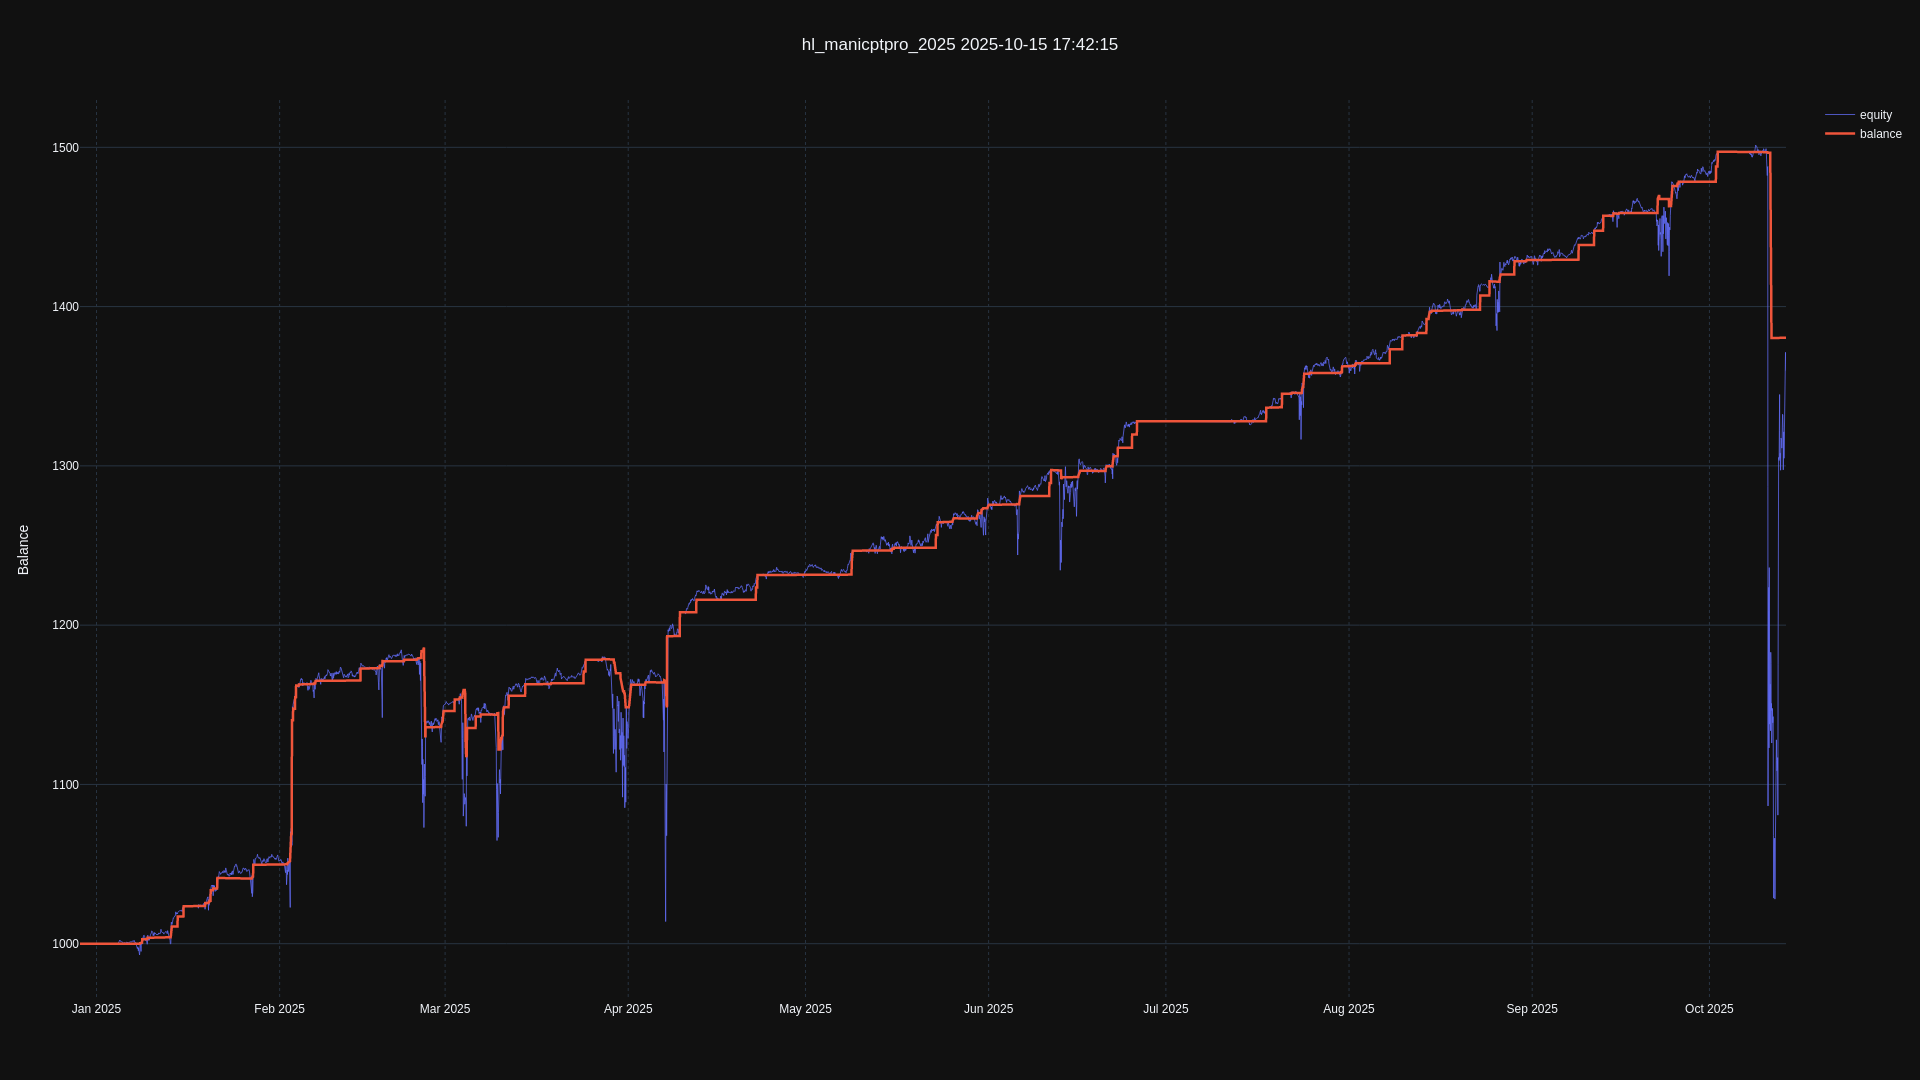 hl_manicptpro_2025 2025-10-15 17:42:15
equity
balance
1500
1400
1300
1200
1100
1000
Balance
Jan 2025
Feb 2025
Mar 2025
Apr 2025
May 2025
Jun 2025
Jul 2025
Aug 2025
Sep 2025
Oct 2025